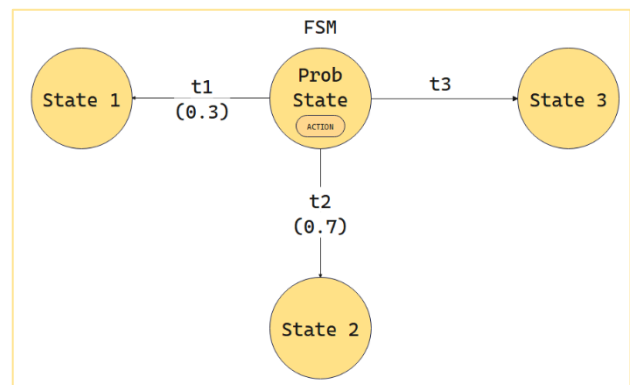 FSM
State 1
t1
(0.3)
Prob
State
ACTION
t3
State 3
t2
(0.7)
State 2